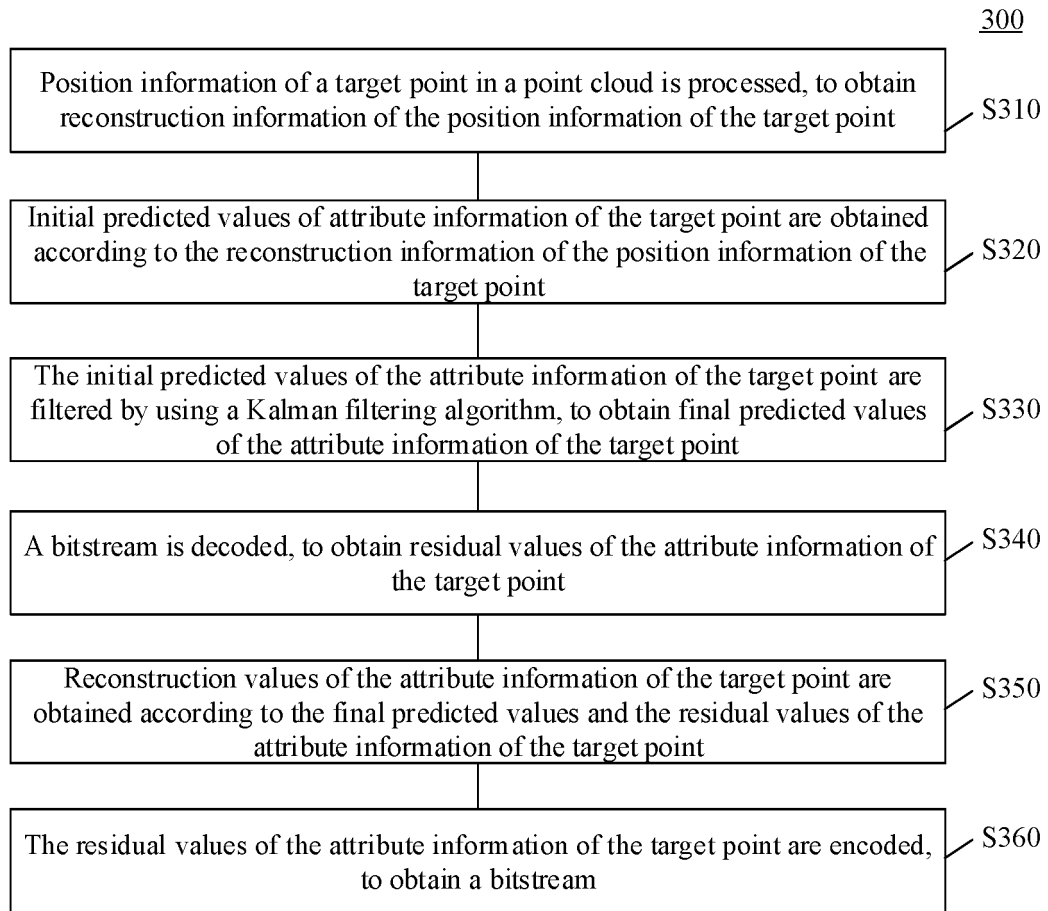 300
Position information of a target point in a point cloud is processed, to obtain
reconstruction information of the position information of the target point
S310
Initial predicted values of attribute information of the target point are obtained
according to the reconstruction information of the position information of the
target point
S320
The initial predicted values of the attribute information of the target point are
filtered by using a Kalman filtering algorithm, to obtain final predicted values
of the attribute information of the target point
S330
A bitstream is decoded, to obtain residual values of the attribute information of
the target point
S340
Reconstruction values of the attribute information of the target point are
obtained according to the final predicted values and the residual values of the
attribute information of the target point
S350
The residual values of the attribute information of the target point are encoded,
to obtain a bitstream
S360